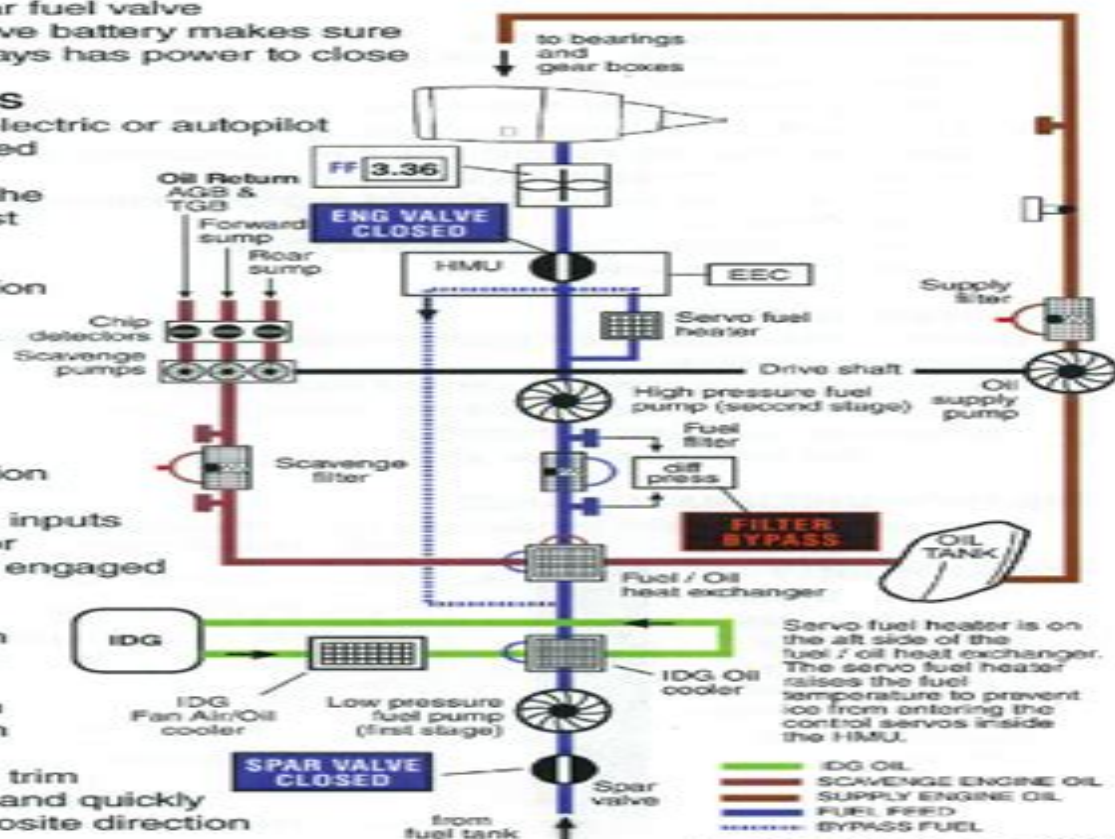 ar fuel valve
ve battery makes sure
ays has power to close
s
electric or autopilot
ed
he
st
ion
ion
inputs
or
engaged
n
n
trim
and quickly
osite direction
to bearings
and
gear boxes
FF 3.36
Oil Return
AGB &
TGB
Forward
sump
Rear
sump
ENG VALVE
CLOSED
HMU
EEC
Supply
filter
Servo fuel
heater
Chip
detectors
Scavenge
pumps
Drive shaft
High pressure fuel
pump (second stage)
Oil
supply
pump
Fuel
filter
Scavenge
filter
diff
press
FILTER
BYPASS
OIL
TANK
Fuel / Oil
heat exchanger
IDG
IDG Oil
cooler
IDG
Fan Air/Oil
cooler
Low pressure
fuel pump
(first stage)
Servo fuel heater is on
the aft side of the
fuel / oil heat exchanger.
The servo fuel heater
raises the fuel
temperature to prevent
ice from entering the
control servos inside
the HMU.
SPAR VALVE
CLOSED
Spar
valve
from
fuel tank
IDG OIL
SCAVENGE ENGINE OIL
SUPPLY ENGINE OIL
FUEL FEED
BYPASS FUEL